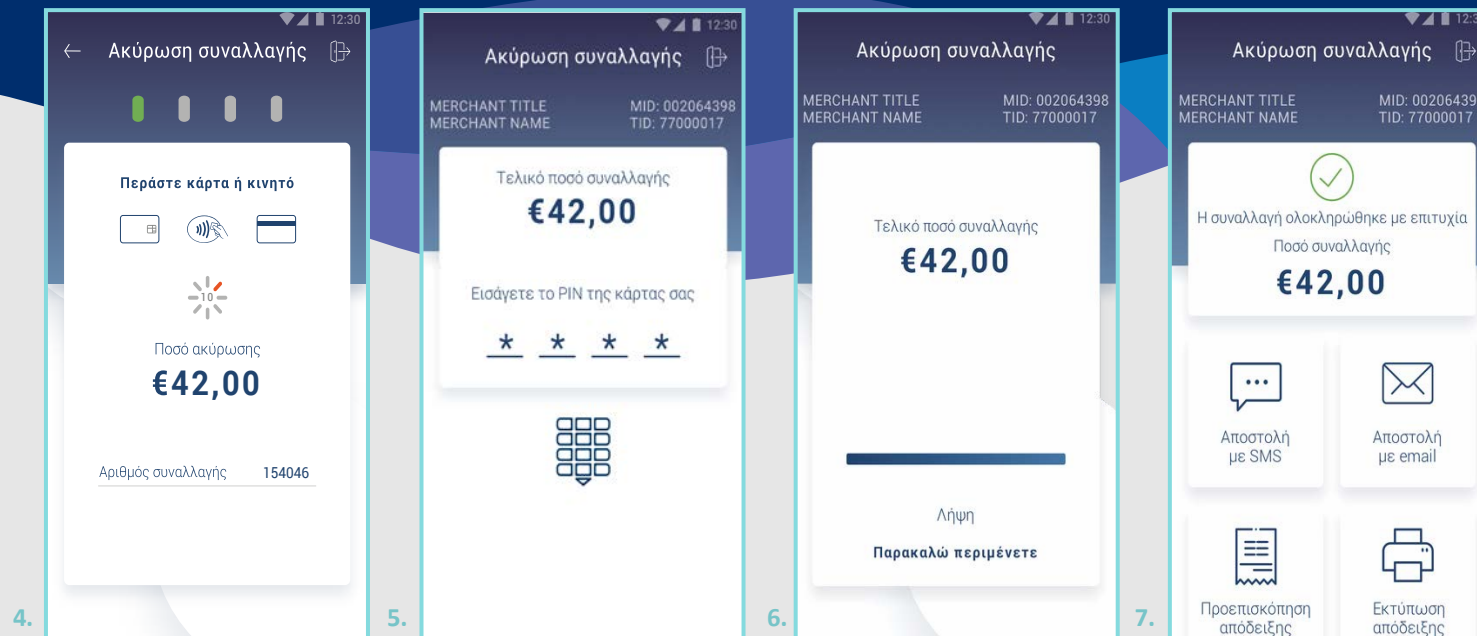 12:30
Ακύρωση συναλλαγής
Περάστε κάρτα ή κινητό
10
Ποσό ακύρωσης
€42,00
Αριθμός συναλλαγής 154046
4.
12:30
Ακύρωση συναλλαγής
MERCHANT TITLE MID: 002064398
MERCHANT NAME TID: 77000017
Τελικό ποσό συναλλαγής
€42,00
Εισάγετε το PIN της κάρτας σας
* * * *
5.
12:30
Ακύρωση συναλλαγής
MERCHANT TITLE MID: 002064398
MERCHANT NAME TID: 77000017
Τελικό ποσό συναλλαγής
€42,00
Λήψη
Παρακαλώ περιμένετε
6.
12:3
Ακύρωση συναλλαγής
MERCHANT TITLE MID: 00206439
MERCHANT NAME TID: 77000017
Η συναλλαγή ολοκληρώθηκε με επιτυχία
Ποσό συναλλαγής
€42,00
Αποστολή
με SMS
Αποστολή
με email
Προεπισκόπηση
απόδειξης
Εκτύπωση
απόδειξης
7.